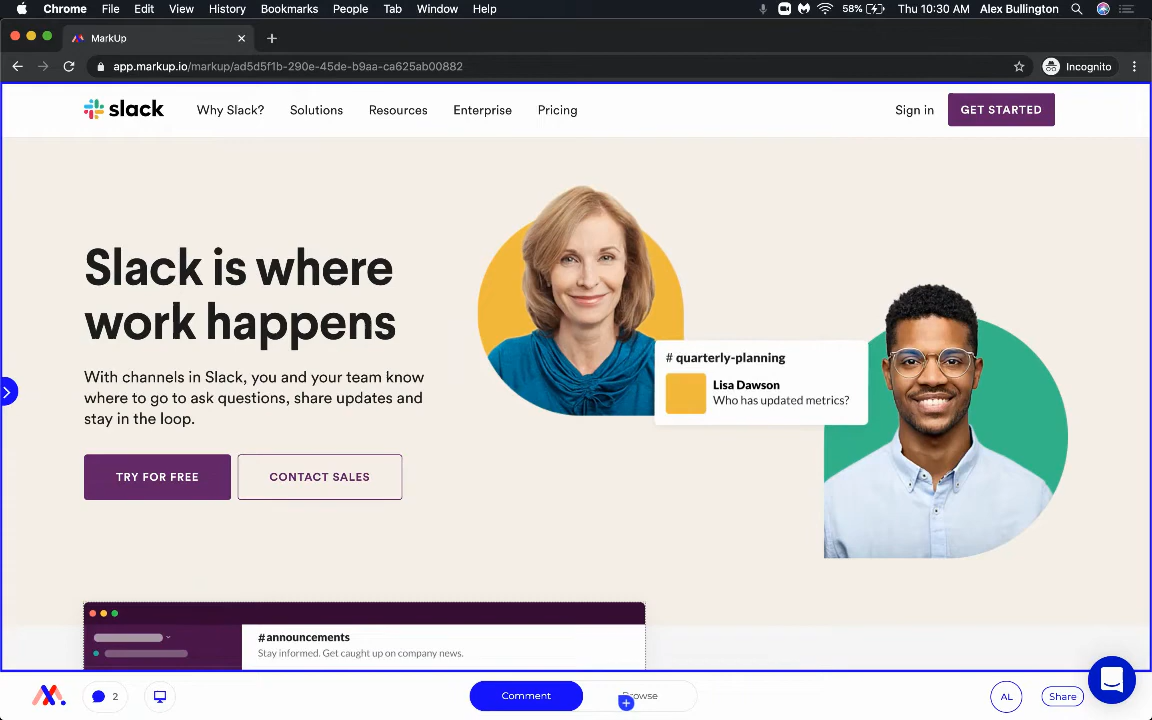 Chrome File Edit View History Bookmarks People Tab Window Help 58% Thu 10:30 AM Alex Bullington
MarkUp
app.markup.io/markup/ad5d5f1b-290e-45de-b9aa-ca625ab00882 Incognito
slack Why Slack? Solutions Resources Enterprise Pricing Sign in GET STARTED
Slack is where
work happens
With channels in Slack, you and your team know
where to go to ask questions, share updates and
stay in the loop.
TRY FOR FREE CONTACT SALES
# quarterly-planning
Lisa Dawson
Who has updated metrics?
#announcements
Stay informed. Get caught up on company news.
2 Comment Browse AL Share